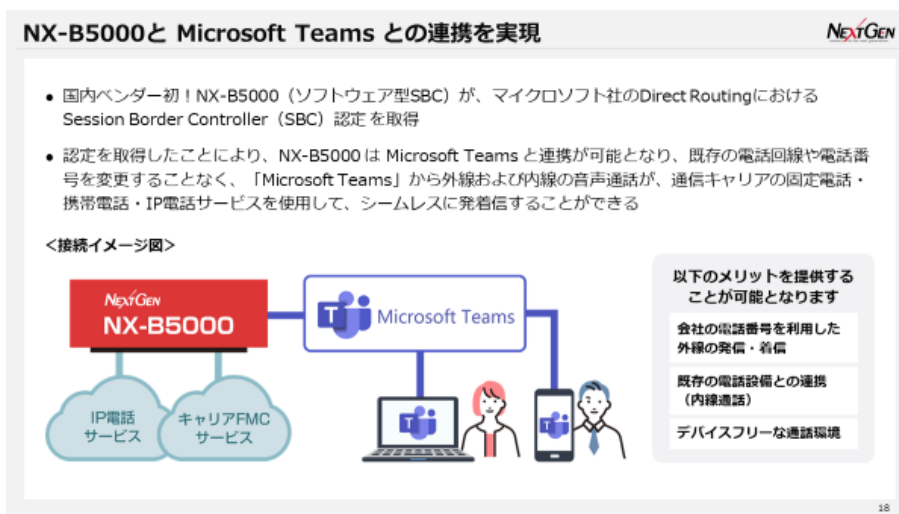 NX-B5000と Microsoft Teams との連携を実現
NEXTGEN
● 国内ベンダー初！NX-B5000（ソフトウェア型SBC）が、マイクロソフト社のDirect Routingにおける
Session Border Controller（SBC）認定 を取得
● 認定を取得したことにより、NX-B5000 は Microsoft Teams と連携が可能となり、既存の電話回線や電話番
号を変更することなく、「Microsoft Teams」から外線および内線の音声通話が、通信キャリアの固定電話・
携帯電話・IP電話サービスを使用して、シームレスに発着信することができる
＜接続イメージ図＞
NEXTGEN
NX-B5000
IP電話
サービス
キャリアFMC
サービス
T
Microsoft Teams
T
T
以下のメリットを提供する
ことが可能となります
会社の電話番号を利用した
外線の発信・着信
既存の電話設備との連携
（内線通話）
デバイスフリーな通話環境
18